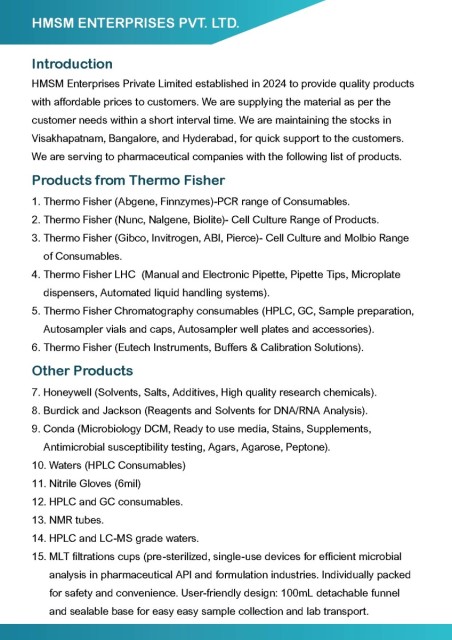 HMSM ENTERPRISES PVT. LTD.
Introduction
HMSM Enterprises Private Limited established in 2024 to provide quality products
with affordable prices to customers. We are supplying the material as per the
customer needs within a short interval time. We are maintaining the stocks in
Visakhapatnam, Bangalore, and Hyderabad, for quick support to the customers.
We are serving to pharmaceutical companies with the following list of products.
Products from Thermo Fisher
1. Thermo Fisher (Abgene, Finnzymes)-PCR range of Consumables.
2. Thermo Fisher (Nunc, Nalgene, Biolite)- Cell Culture Range of Products.
3. Thermo Fisher (Gibco, Invitrogen, ABI, Pierce)- Cell Culture and Molbio Range
of Consumables.
4. Thermo Fisher LHC (Manual and Electronic Pipette, Pipette Tips, Microplate
dispensers, Automated liquid handling systems).
5. Thermo Fisher Chromatography consumables (HPLC, GC, Sample preparation,
Autosampler vials and caps, Autosampler well plates and accessories).
6. Thermo Fisher (Eutech Instruments, Buffers & Calibration Solutions).
Other Products
7. Honeywell (Solvents, Salts, Additives, High quality research chemicals).
8. Burdick and Jackson (Reagents and Solvents for DNA/RNA Analysis).
9. Conda (Microbiology DCM, Ready to use media, Stains, Supplements,
Antimicrobial susceptibility testing, Agars, Agarose, Peptone).
10. Waters (HPLC Consumables)
11. Nitrile Gloves (6mil)
12. HPLC and GC consumables.
13. NMR tubes.
14. HPLC and LC-MS grade waters.
15. MLT filtrations cups (pre-sterilized, single-use devices for efficient microbial
analysis in pharmaceutical API and formulation industries. Individually packed
for safety and convenience. User-friendly design: 100mL detachable funnel
and sealable base for easy easy sample collection and lab transport.